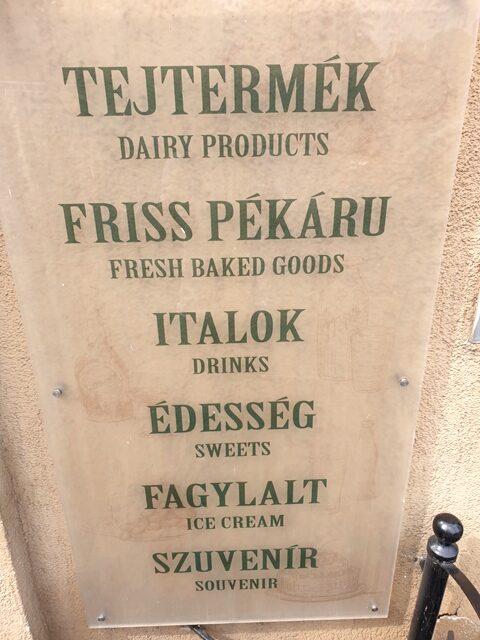 TEJTERMÉK
DAIRY PRODUCTS
FRISS PÉKÁRU
FRESH BAKED GOODS
ITALOK
DRINKS
ÉDESSÉG
SWEETS
FAGYLALT
ICE CREAM
SZUVENÍR
SOUVENIR